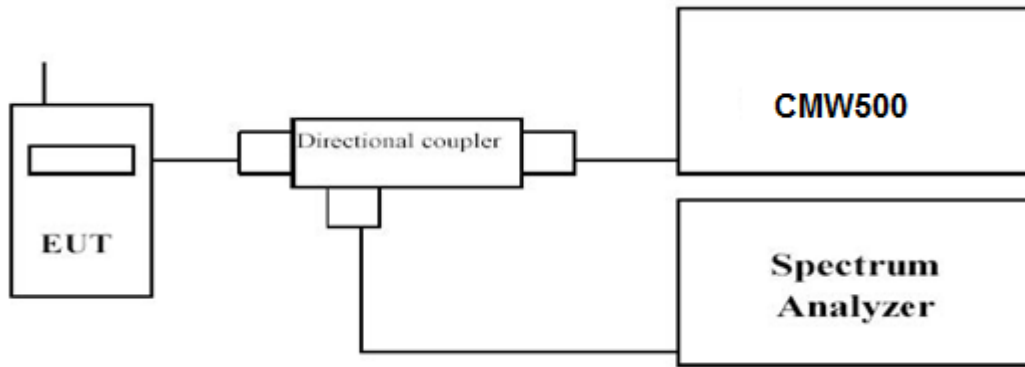 CMW500
Directional coupler
EUT
Spectrum
Analyzer